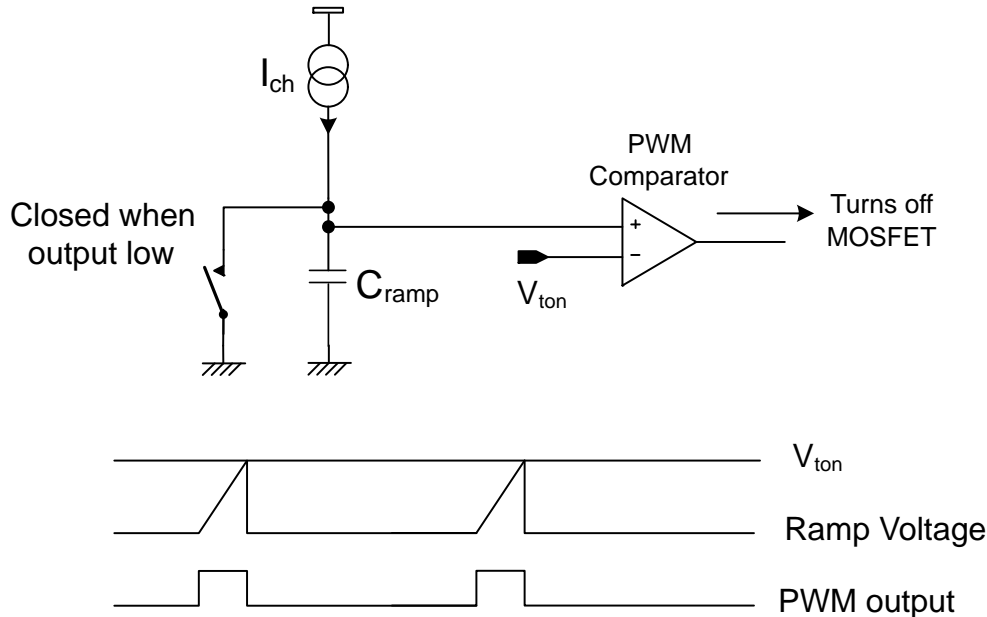 I_ch
PWM
Comparator
Turns off
MOSFET
Closed when
output low
+
−
V_ton
C_ramp
V_ton
Ramp Voltage
PWM output